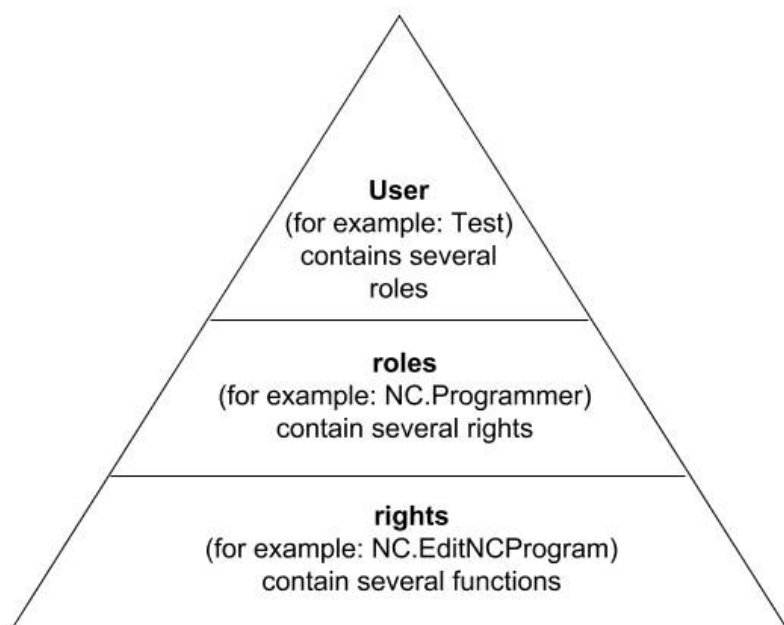 User
(for example: Test)
contains several
roles
roles
(for example: NC.Programmer)
contain several rights
rights
(for example: NC.EditNCProgram)
contain several functions